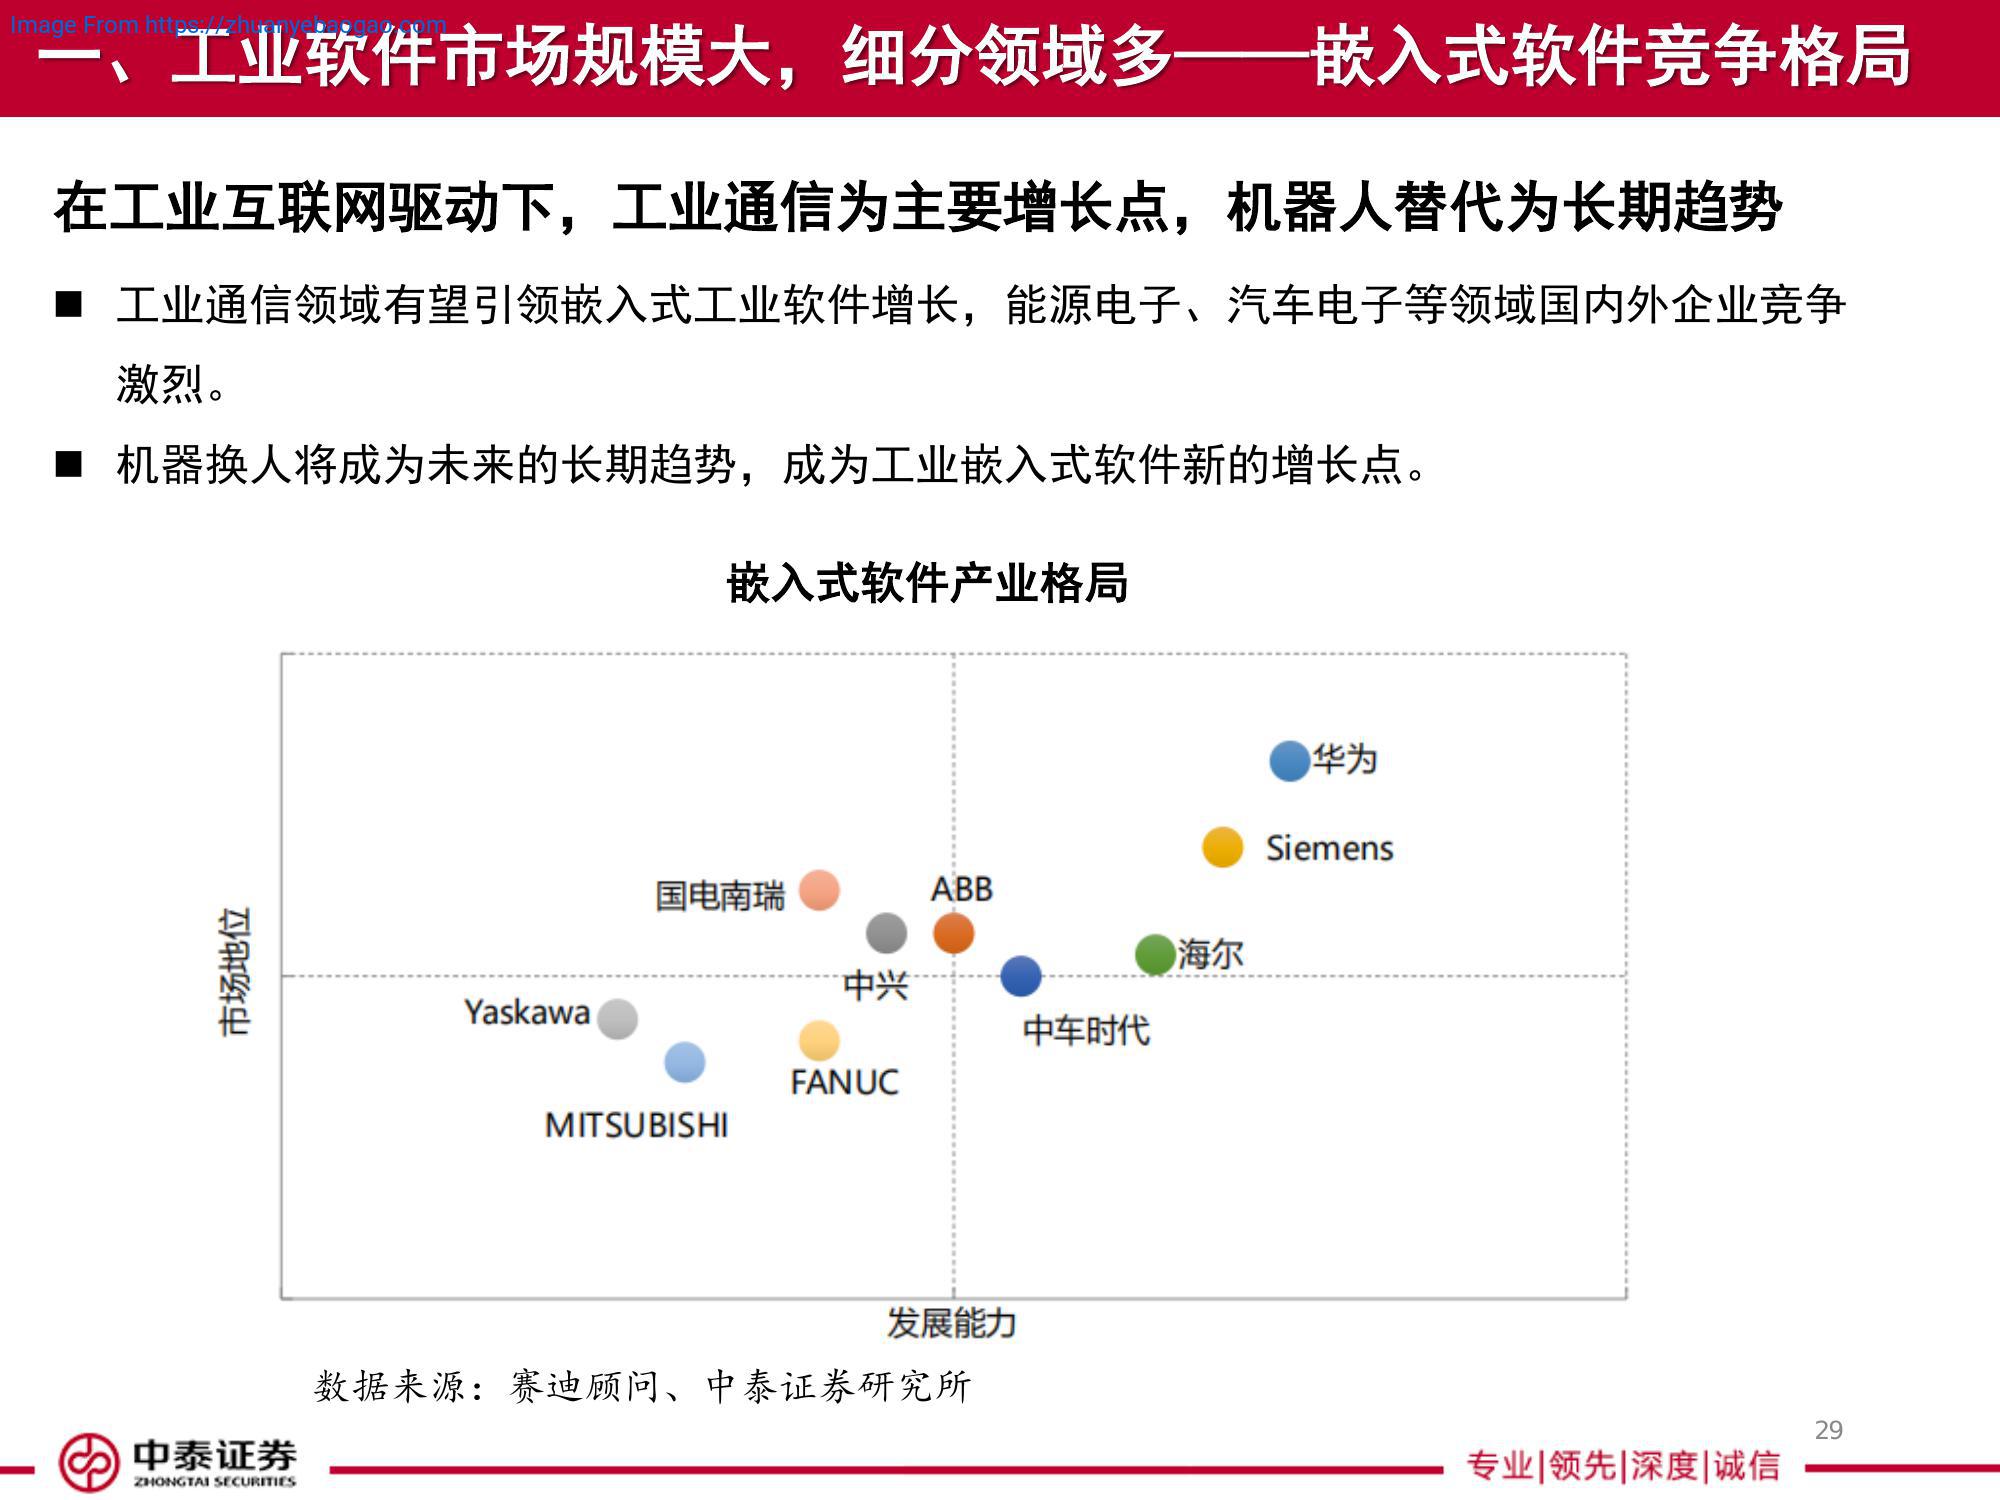 Image From https://zhuanyebaogao.com
一、工业软件市场规模大，细分领域多——嵌入式软件竞争格局
在工业互联网驱动下，工业通信为主要增长点，机器人替代为长期趋势
■ 工业通信领域有望引领嵌入式工业软件增长，能源电子、汽车电子等领域国内外企业竞争
激烈。
■ 机器换人将成为未来的长期趋势，成为工业嵌入式软件新的增长点。
嵌入式软件产业格局
华为
Siemens
国电南瑞
ABB
海尔
中兴
Yaskawa
中车时代
FANUC
MITSUBISHI
市场地位
发展能力
数据来源：赛迪顾问、中泰证券研究所
29
中泰证券
ZHONGTAI SECURITIES
专业|领先|深度|诚信